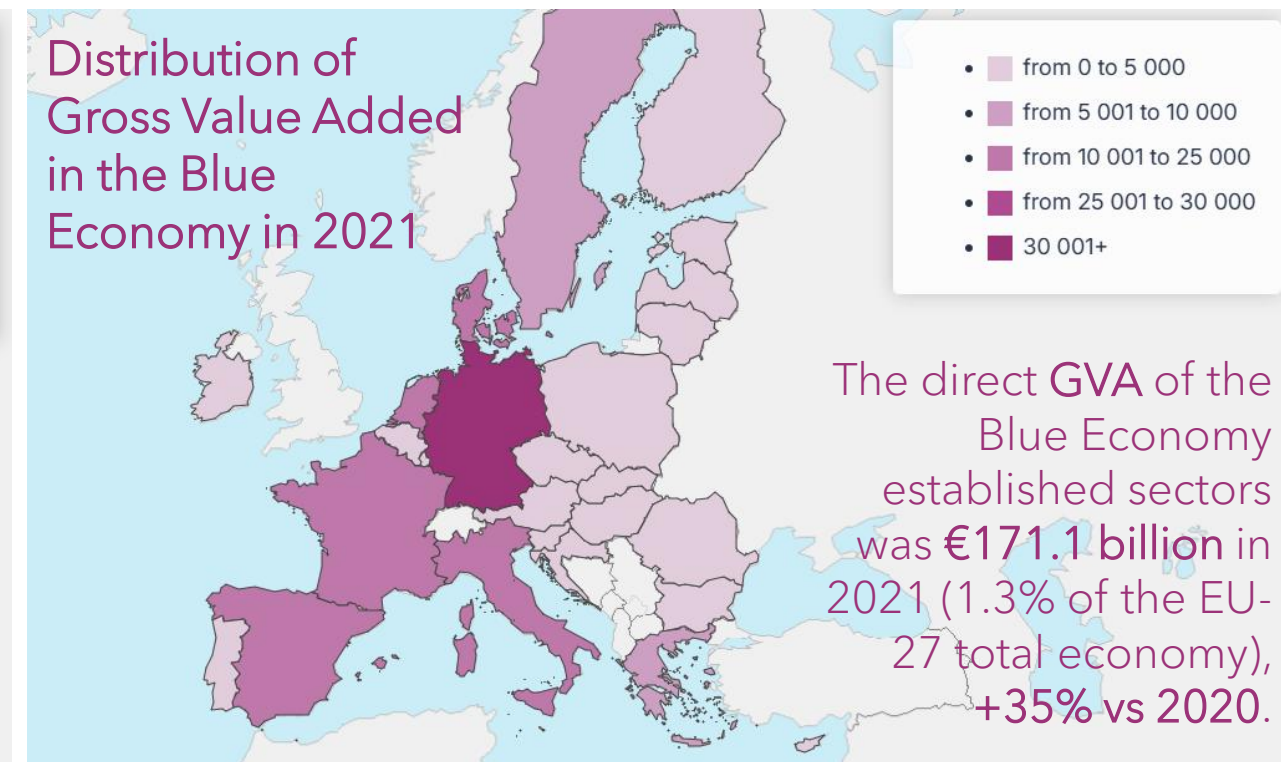 Distribution of
Gross Value Added
in the Blue
Economy in 2021
from 0 to 5 000
from 5 001 to 10 000
from 10 001 to 25 000
from 25 001 to 30 000
30 001+
The direct GVA of the
Blue Economy
established sectors
was €171.1 billion in
2021 (1.3% of the EU-
27 total economy),
+35% vs 2020.